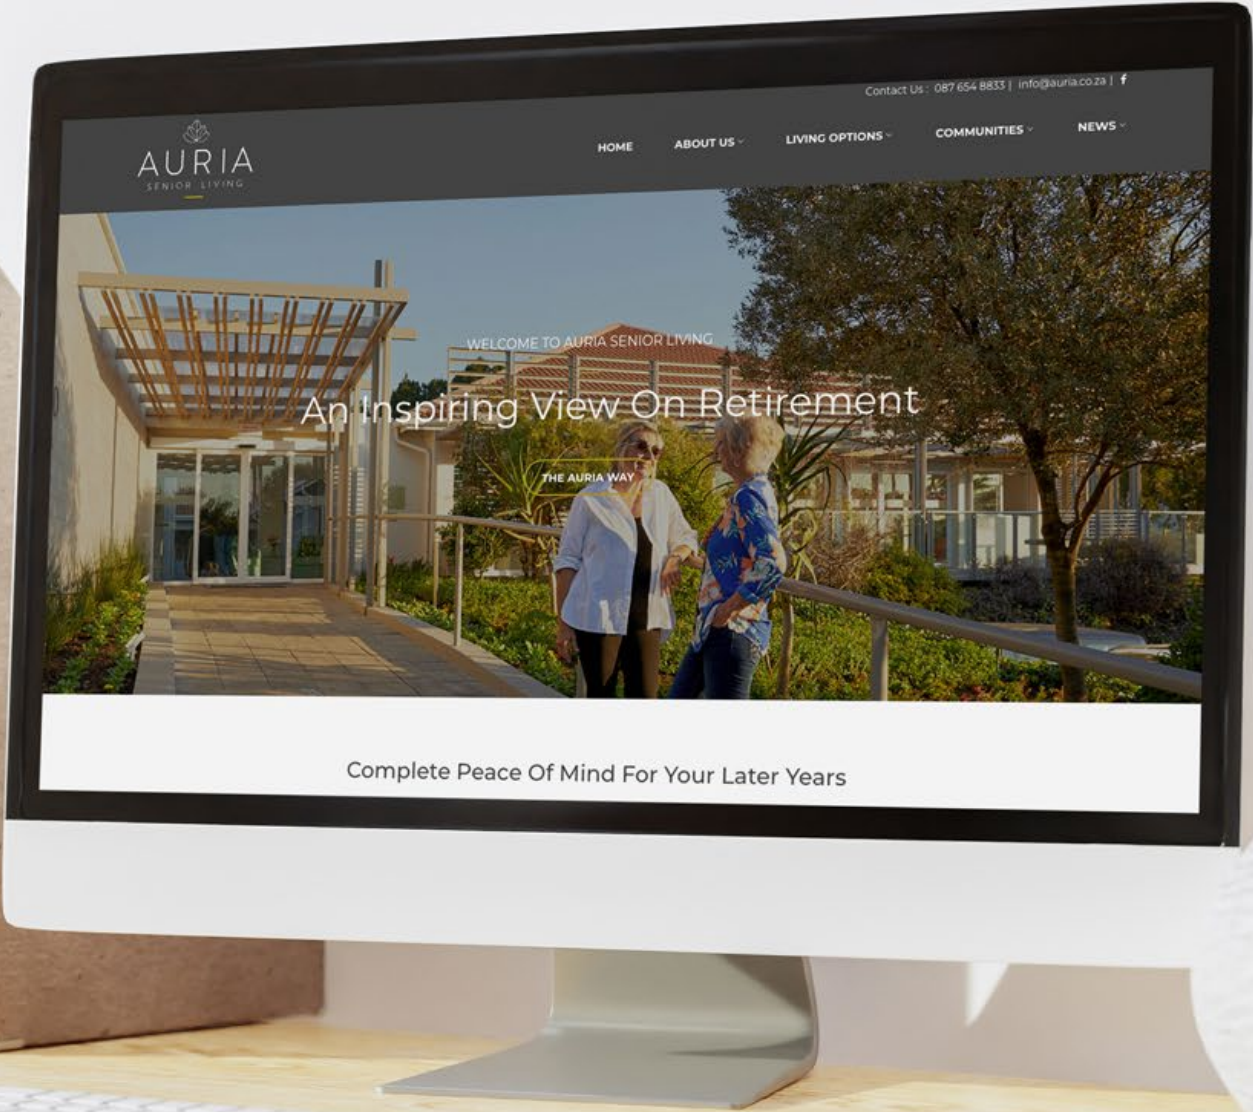 Contact Us : 087 654 8833 | info@auria.co.za | f
AURIA
SENIOR LIVING
HOME ABOUT US LIVING OPTIONS COMMUNITIES NEWS
WELCOME TO AURIA SENIOR LIVING
An Inspiring View On Retirement
THE AURIA WAY
Complete Peace Of Mind For Your Later Years